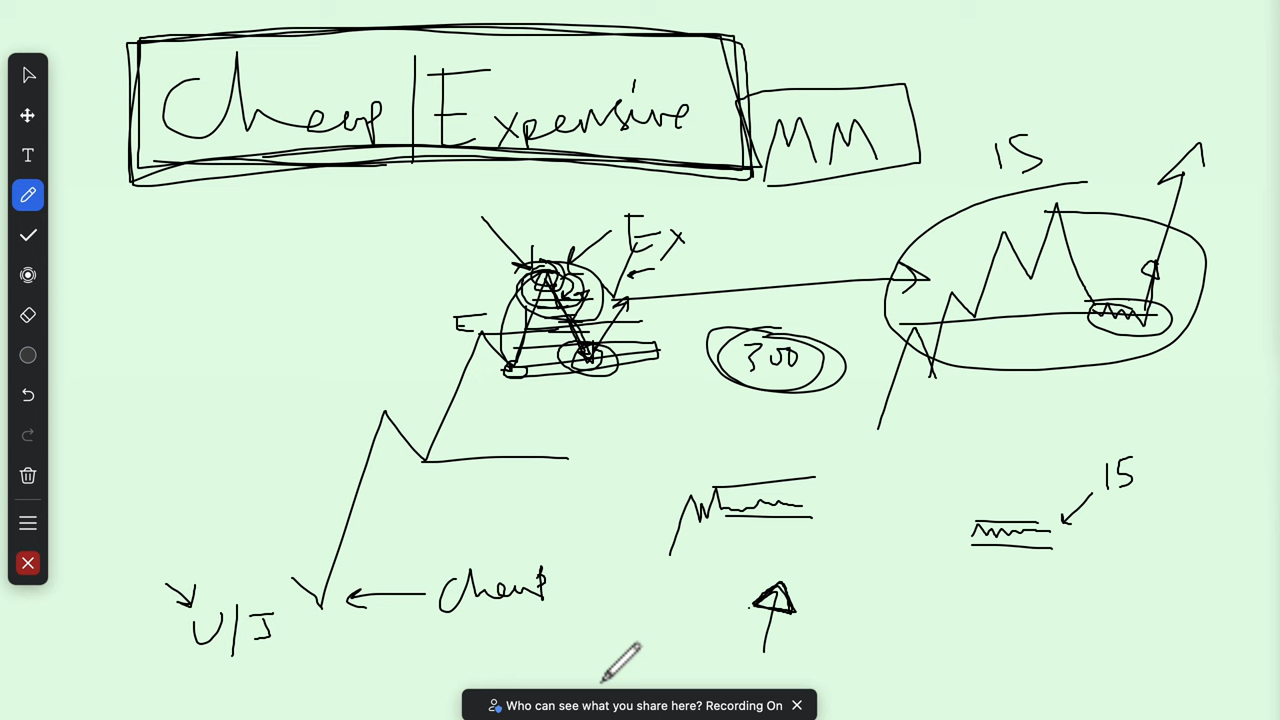 Cheap | Expensive
MM
15
Ex
E
300
15
Cheap
U/J
T
Who can see what you share here? Recording On